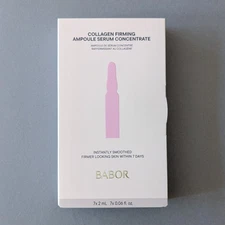 COLLAGEN FIRMING
AMPOULE SERUM CONCENTRATE
INSTANTLY SMOOTHED
FIRMER LOOKING SKIN WITHIN 7 DAYS
BABOR
7 x 2 mL 7x 0.06 fl. oz.